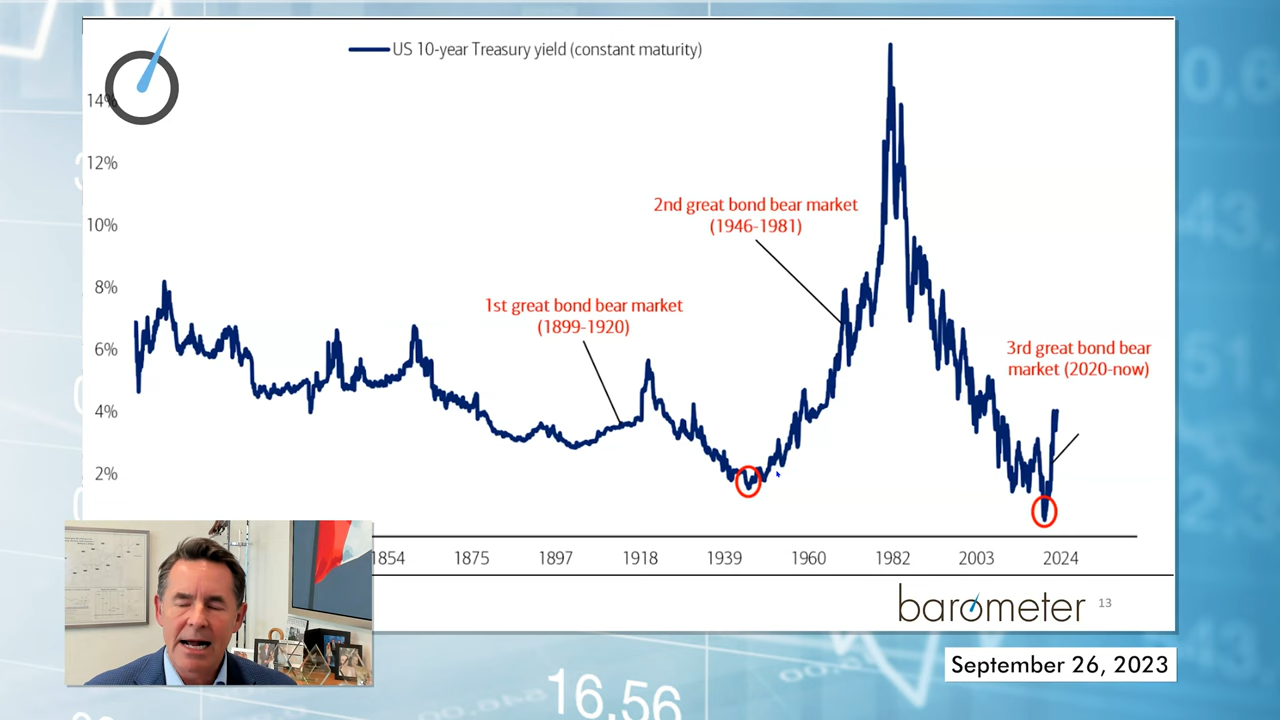 US 10-year Treasury yield (constant maturity)
14%
12%
10%
8%
6%
4%
2%
2nd great bond bear market
(1946-1981)
1st great bond bear market
(1899-1920)
3rd great bond bear
market (2020-now)
1854 1875 1897 1918 1939 1960 1982 2003 2024
barometer 13
September 26, 2023
16,56